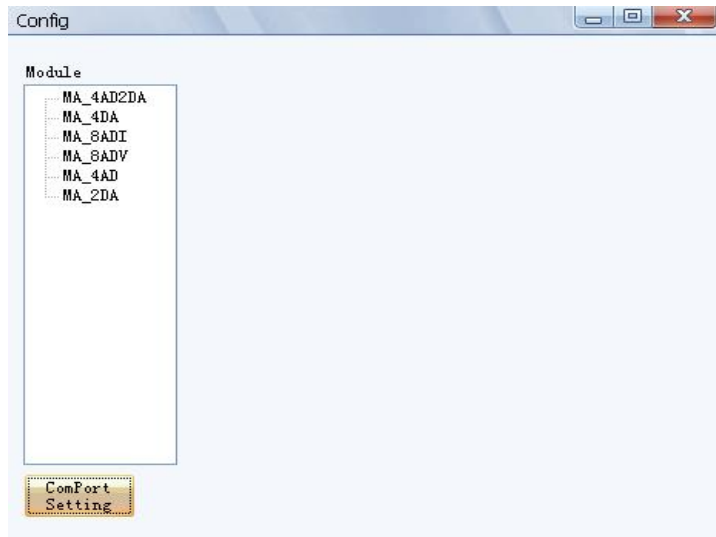 Config
Module
MA_4AD2DA
MA_4DA
MA_8ADI
MA_8ADV
MA_4AD
MA_2DA
ComPort
Setting